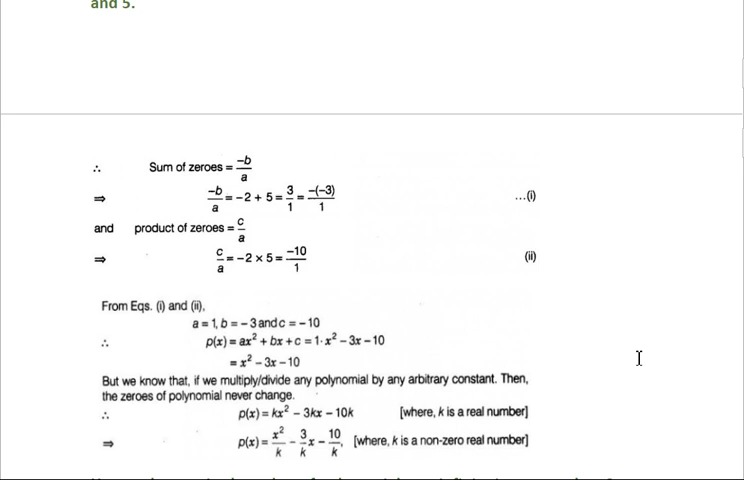 and 5.
∴ Sum of zeroes = −b/a
⇒ −b/a = −2 + 5 = 3/1 = −(−3)/1 ...(i)
and product of zeroes = c/a
⇒ c/a = −2 × 5 = −10/1 (ii)
From Eqs. (i) and (ii),
a = 1, b = −3 and c = −10
∴ p(x) = ax² + bx + c = 1·x² − 3x − 10
= x² − 3x − 10
But we know that, if we multiply/divide any polynomial by any arbitrary constant. Then,
the zeroes of polynomial never change.
∴ p(x) = kx² − 3kx − 10k [where, k is a real number]
⇒ p(x) = x²/k − 3/k x − 10/k, [where, k is a non-zero real number]